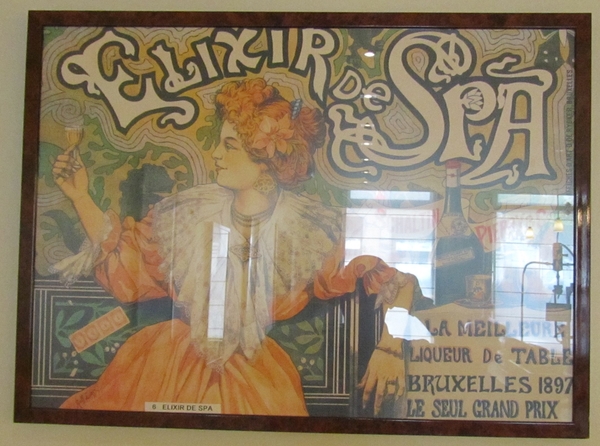 ELIXIR DE SPA
LA MEILLEURE
LIQUEUR DE TABLE
BRUXELLES 1897
LE SEUL GRAND PRIX
6 ELIXIR DE SPA